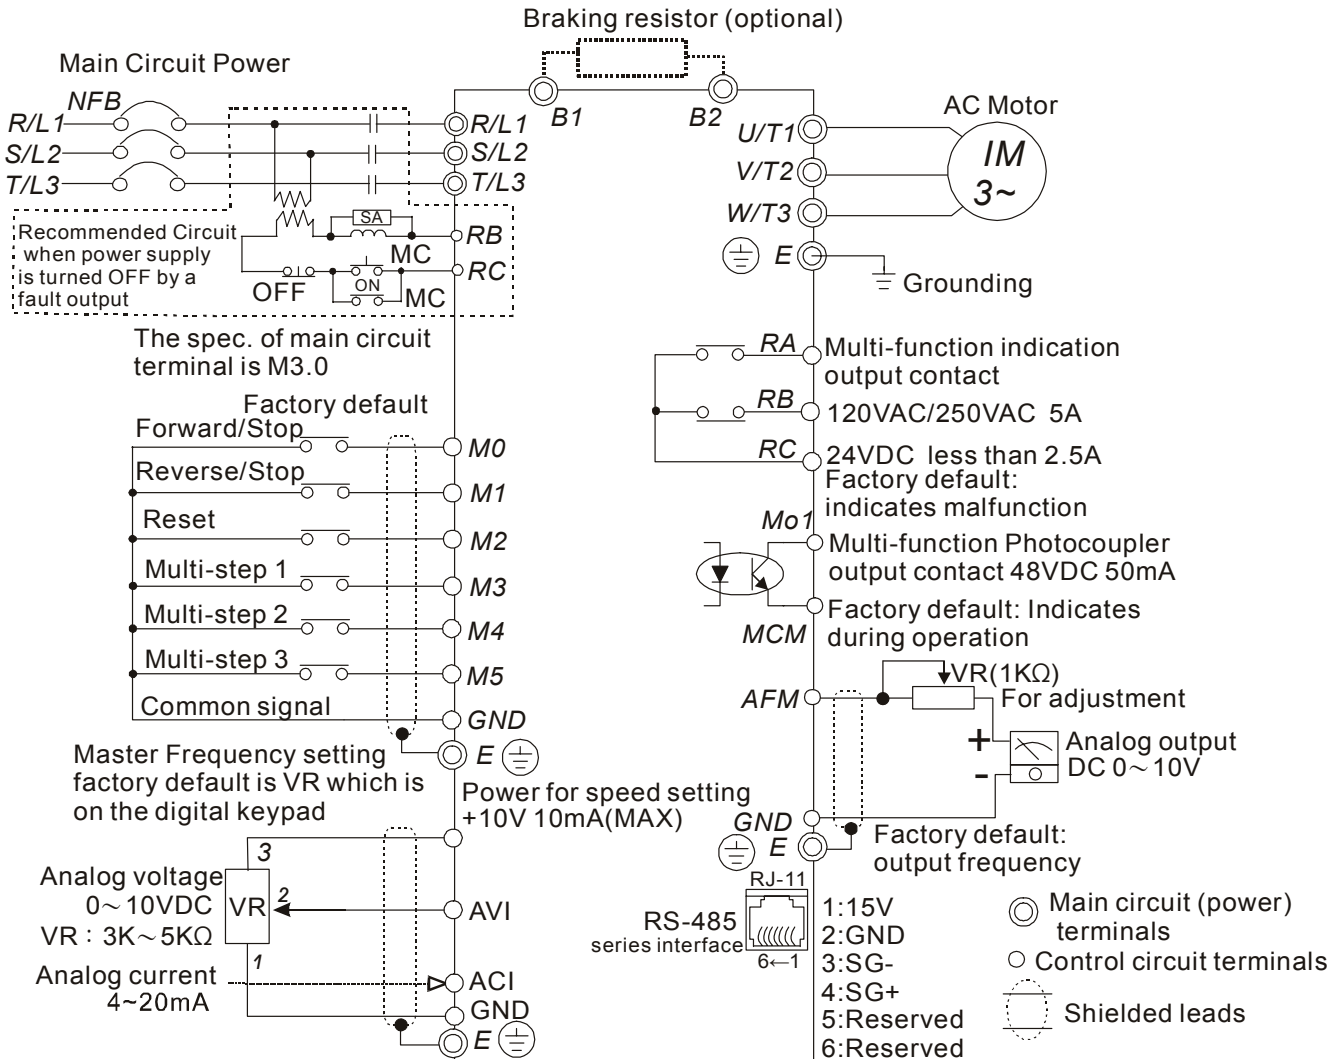 Braking resistor (optional)
Main Circuit Power
NFB
R/L1
S/L2
T/L3
R/L1
S/L2
T/L3
B1
B2
U/T1
V/T2
W/T3
E
AC Motor
IM
3~
Grounding
Recommended Circuit
when power supply
is turned OFF by a
fault output
SA
MC
OFF
ON
MC
RB
RC
The spec. of main circuit
terminal is M3.0
Factory default
Forward/Stop
M0
Reverse/Stop
M1
Reset
M2
Multi-step 1
M3
Multi-step 2
M4
Multi-step 3
M5
Common signal
GND
E
RA
Multi-function indication
output contact
RB
120VAC/250VAC 5A
RC
24VDC less than 2.5A
Factory default:
indicates malfunction
Mo1
Multi-function Photocoupler
output contact 48VDC 50mA
MCM
Factory default: Indicates
during operation
AFM
VR(1KΩ)
For adjustment
+
-
Analog output
DC 0～10V
GND
E
Factory default:
output frequency
Master Frequency setting
factory default is VR which is
on the digital keypad
Power for speed setting
+10V 10mA(MAX)
3
Analog voltage
0～10VDC
VR : 3K～5KΩ
VR
2
1
AVI
Analog current
4~20mA
ACI
GND
E
RJ-11
RS-485
series interface
6←1
1:15V
2:GND
3:SG-
4:SG+
5:Reserved
6:Reserved
Main circuit (power)
terminals
Control circuit terminals
Shielded leads